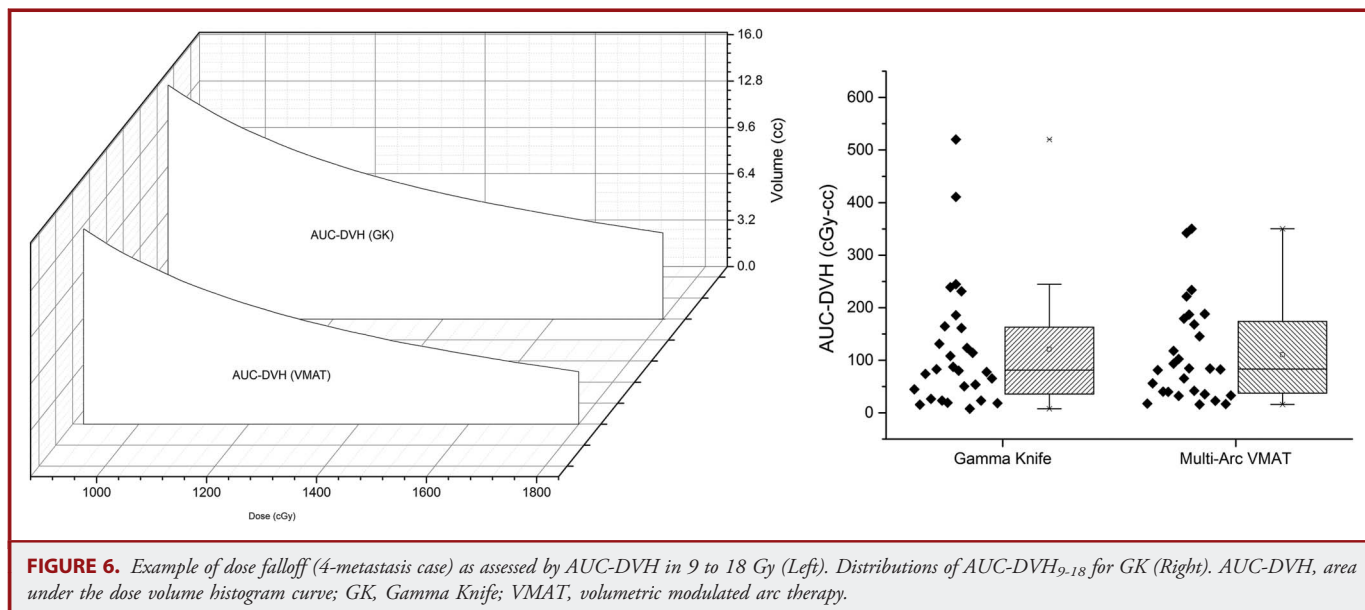 16.0
12.8
9.6
6.4
3.2
0.0
Volume (cc)
AUC-DVH (GK)
AUC-DVH (VMAT)
1000 1200 1400 1600 1800
Dose (cGy)
600
500
400
300
200
100
0
AUC-DVH (cGy-cc)
Gamma Knife Multi-Arc VMAT
FIGURE 6. Example of dose falloff (4-metastasis case) as assessed by AUC-DVH in 9 to 18 Gy (Left). Distributions of AUC-DVH9-18 for GK (Right). AUC-DVH, area
under the dose volume histogram curve; GK, Gamma Knife; VMAT, volumetric modulated arc therapy.